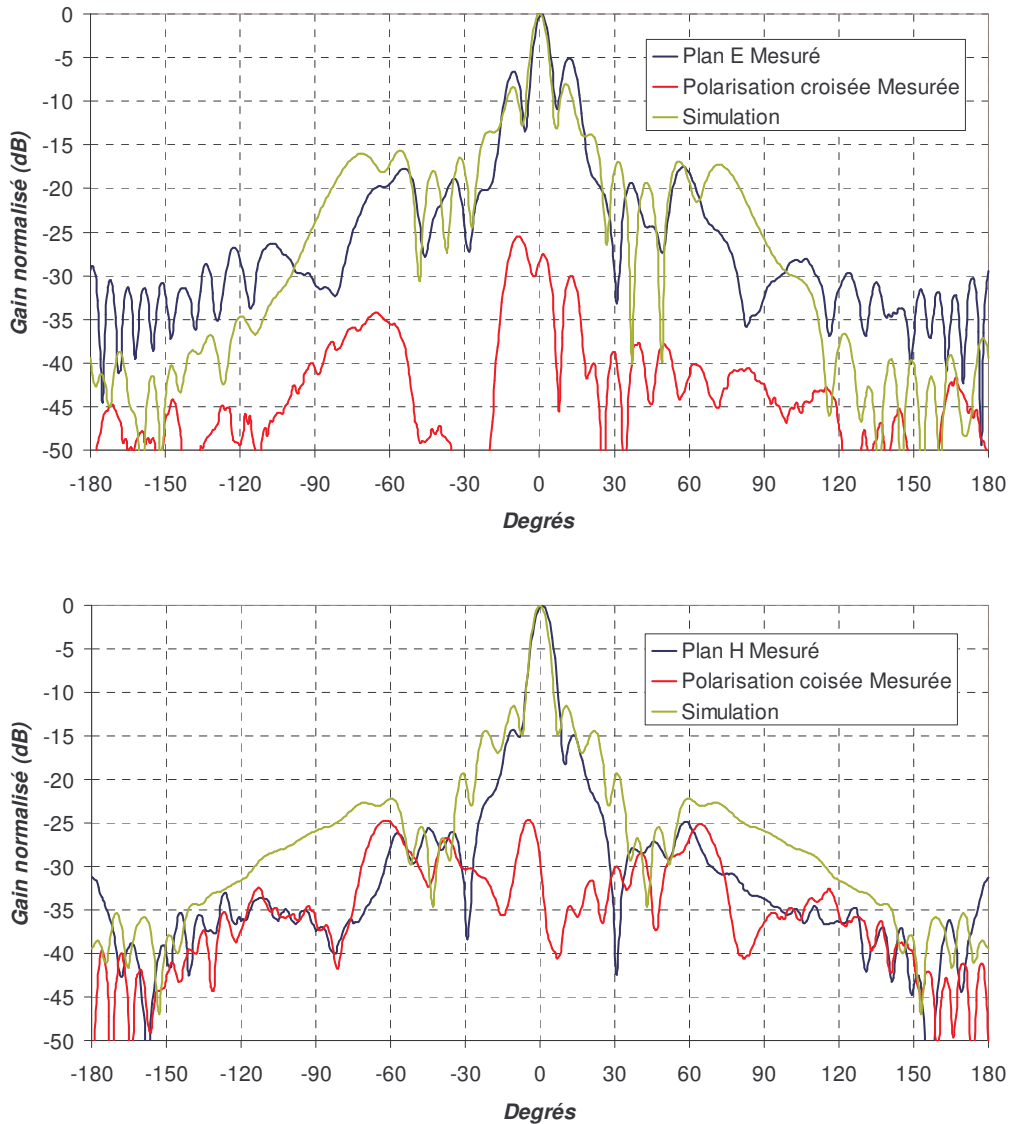 0
-5
-10
-15
-20
-25
-30
-35
-40
-45
-50
Gain normalisé (dB)
Plan E Mesuré
Polarisation croisée Mesurée
Simulation
-180 -150 -120 -90 -60 -30 0 30 60 90 120 150 180
Degrés
0
-5
-10
-15
-20
-25
-30
-35
-40
-45
-50
Gain normalisé (dB)
Plan H Mesuré
Polarisation coisée Mesurée
Simulation
-180 -150 -120 -90 -60 -30 0 30 60 90 120 150 180
Degrés